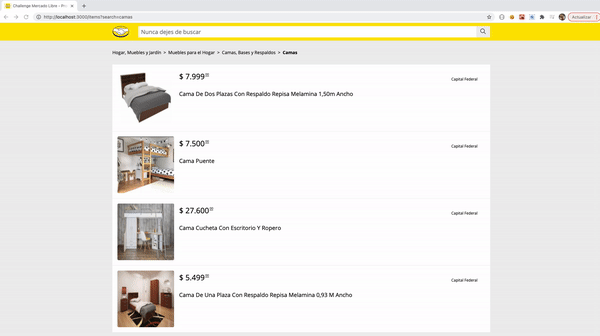 Challenge Mercado Libre - Pr
http://localhost:3000/items?search=camas
Actualizar
Nunca dejes de buscar
Hogar, Muebles y Jardín > Muebles para el Hogar > Camas, Bases y Respaldos > Camas
$ 7.999 00
Capital Federal
Cama De Dos Plazas Con Respaldo Repisa Melamina 1,50m Ancho
$ 7.500 00
Capital Federal
Cama Puente
$ 27.600 00
Capital Federal
Cama Cucheta Con Escritorio Y Ropero
$ 5.499 00
Capital Federal
Cama De Una Plaza Con Respaldo Repisa Melamina 0,93 M Ancho